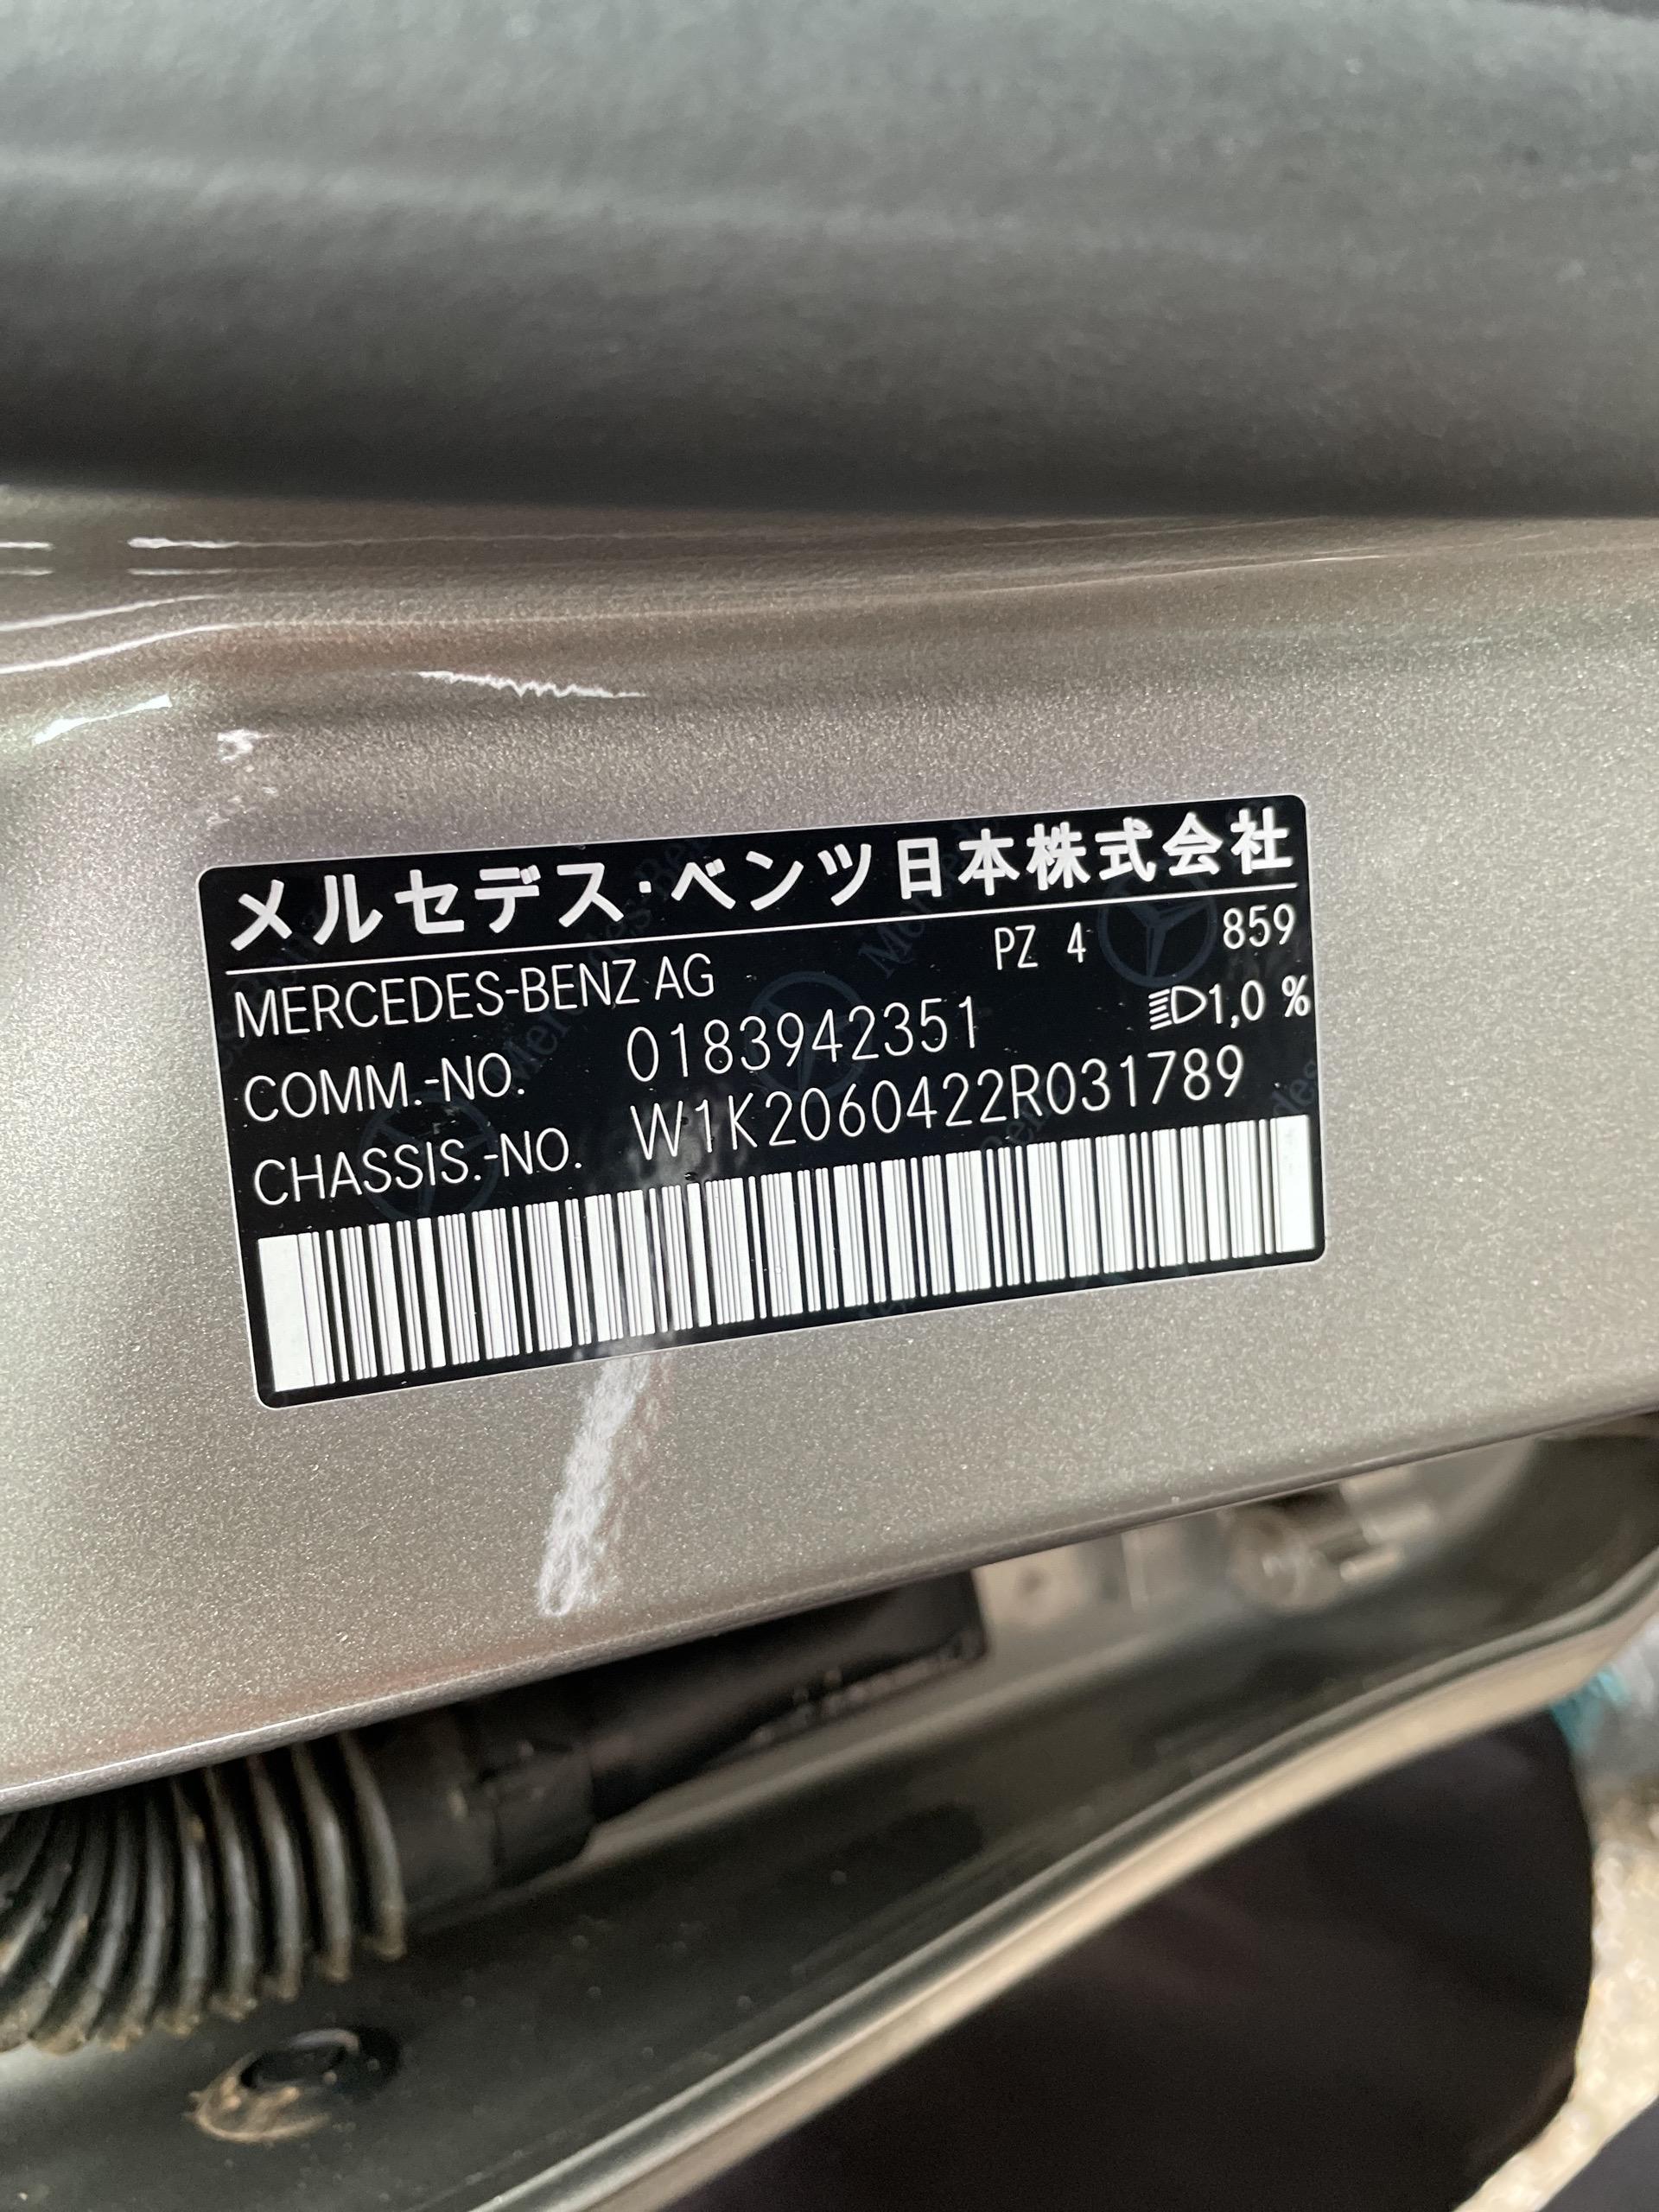 メルセデス・ベンツ日本株式会社
MERCEDES-BENZ AG PZ 4 859
COMM.-NO. 0183942351 1,0 %
CHASSIS.-NO. W1K2060422R031789